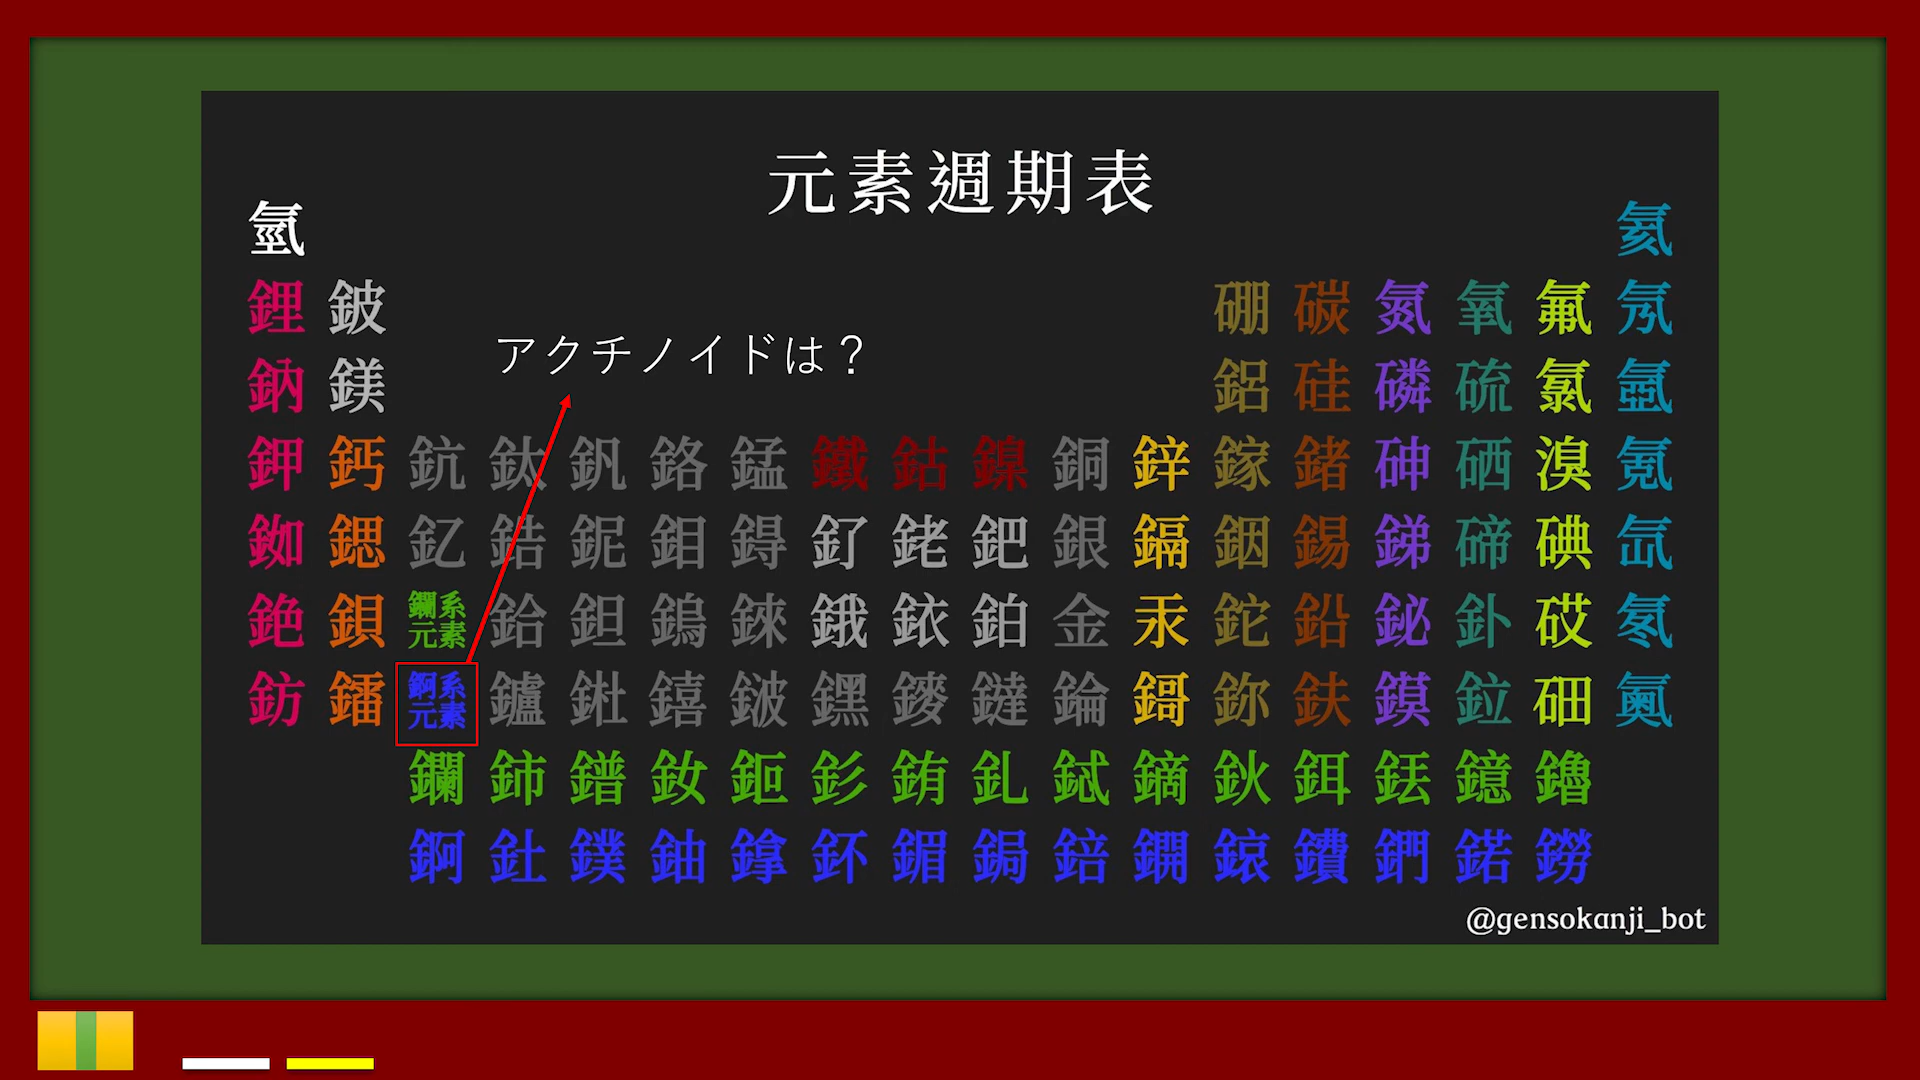 元素週期表
氫 氦
鋰 鈹 硼 碳 氮 氧 氟 氖
アクチノイドは？
鈉 鎂 鋁 硅 磷 硫 氯 氬
鉀 鈣 鈧 鈦 釩 鉻 錳 鐵 鈷 鎳 銅 鋅 鎵 鍺 砷 硒 溴 氪
銣 鍶 釔 鋯 鈮 鉬 鍀 釕 銠 鈀 銀 鎘 銦 錫 銻 碲 碘 氙
銫 鋇 鑭系元素 鉿 鉭 鎢 錸 鋨 銥 鉑 金 汞 鉈 鉛 鉍 釙 砹 氡
鈁 鐳 錒系元素 鑪 𨧀 𨭎 𨨏 𨭆 䥑 鐽 錀 鎶 鉨 鈇 鏌 鉝 鿬 鿫
鑭 鈰 鐠 釹 鉕 釤 銪 釓 鋱 鏑 鈥 鉺 銩 鐿 鑥
錒 釷 鏷 鈾 鎿 鈈 鎇 鋦 錇 鐦 鎄 鐨 鍆 鍩 鐒
@gensokanji_bot